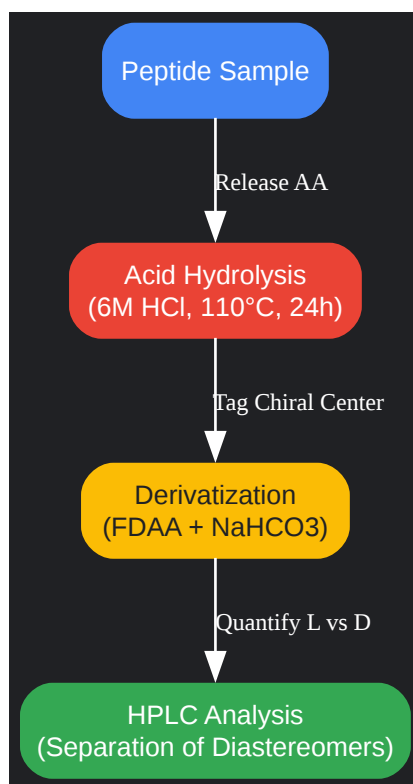 Peptide Sample
Release AA
Acid Hydrolysis
(6M HCl, 110°C, 24h)
Tag Chiral Center
Derivatization
(FDAA + NaHCO3)
Quantify L vs D
HPLC Analysis
(Separation of Diastereomers)